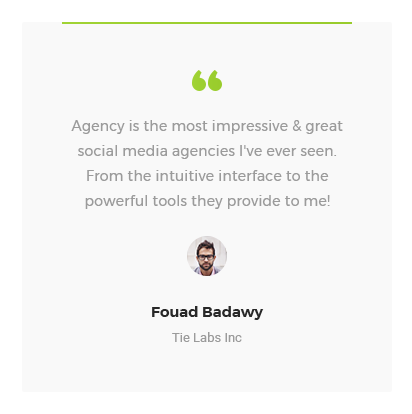 Agency is the most impressive & great
social media agencies I've ever seen.
From the intuitive interface to the
powerful tools they provide to me!
Fouad Badawy
Tie Labs Inc